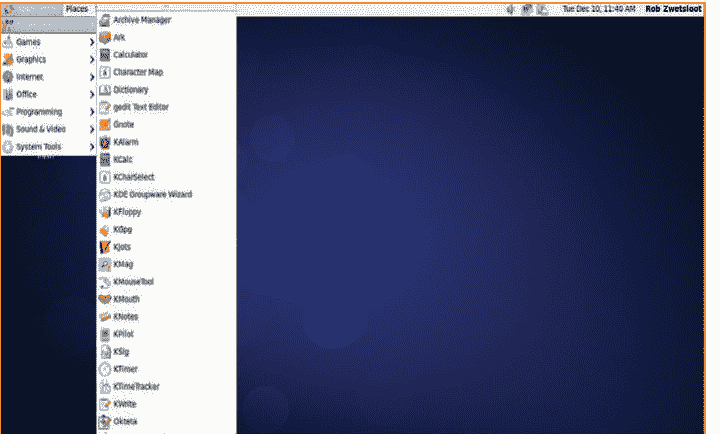 Places
Tue Dec 10, 11:40 AM
Rob Zwetsloot
Games
Graphics
Internet
Office
Programming
Sound & Video
System Tools
Archive Manager
Ark
Calculator
Character Map
Dictionary
gedit Text Editor
Gnote
KAlarm
KCalc
KCharSelect
KDE Groupware Wizard
KFloppy
KGpg
KJots
KMag
KMouseTool
KMouth
KNotes
KPilot
KSig
KTimer
KTimeTracker
KWrite
Okteta